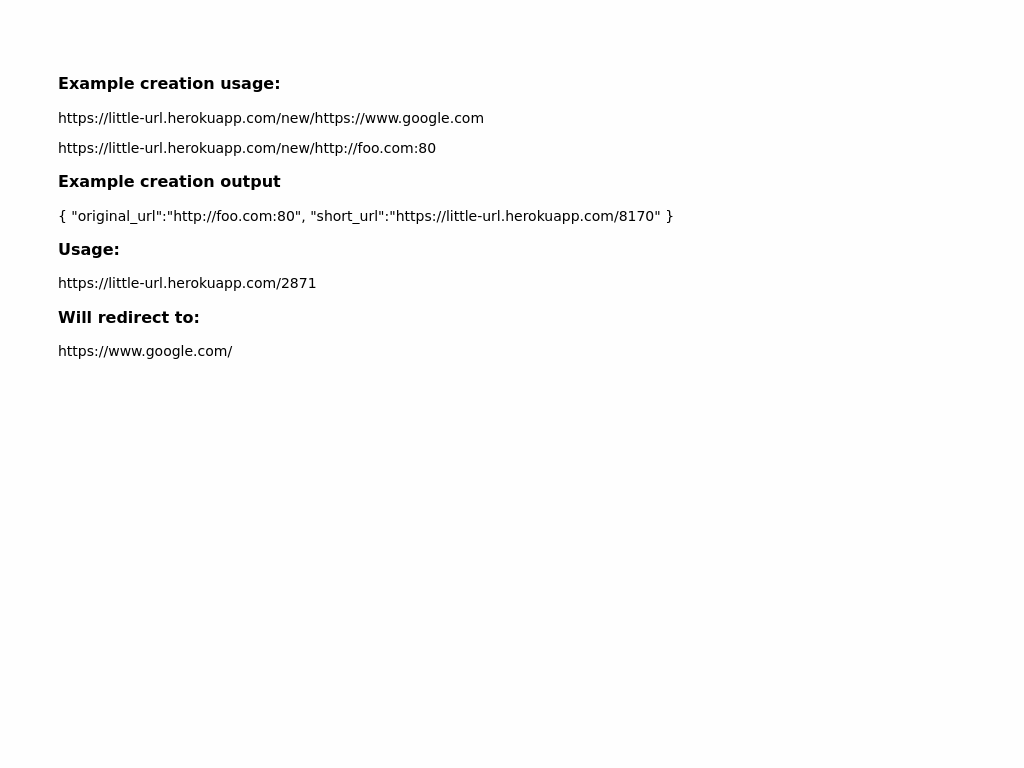 Example creation usage:
https://little-url.herokuapp.com/new/https://www.google.com
https://little-url.herokuapp.com/new/http://foo.com:80
Example creation output
{ "original_url":"http://foo.com:80", "short_url":"https://little-url.herokuapp.com/8170" }
Usage:
https://little-url.herokuapp.com/2871
Will redirect to:
https://www.google.com/